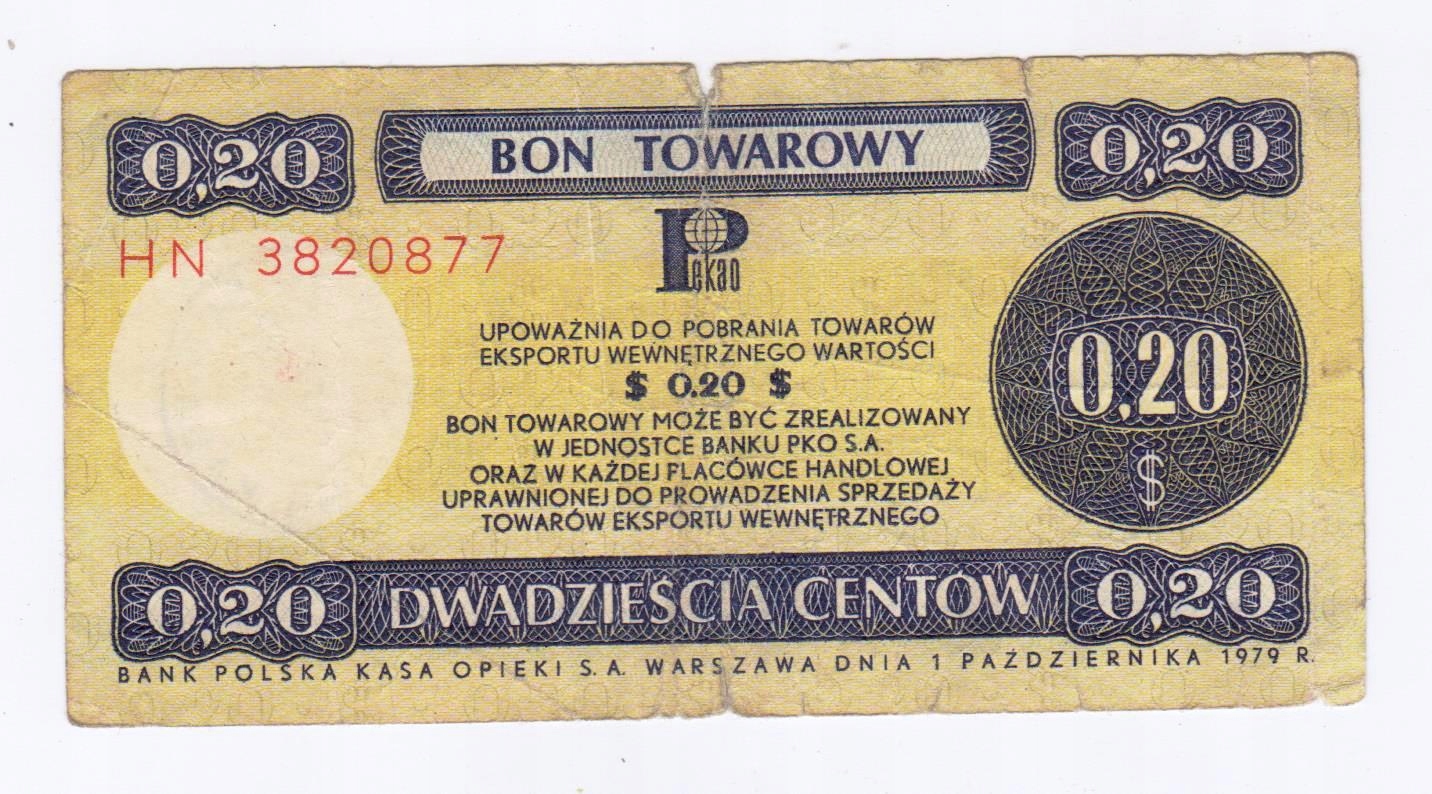 0,20 BON TOWAROWY 0,20
HN 3820877
Pekao
UPOWAŻNIA DO POBRANIA TOWARÓW
EKSPORTU WEWNĘTRZNEGO WARTOŚCI
$ 0.20 $
BON TOWAROWY MOŻE BYĆ ZREALIZOWANY
W JEDNOSTCE BANKU PKO S.A.
ORAZ W KAŻDEJ PLACÓWCE HANDLOWEJ
UPRAWNIONEJ DO PROWADZENIA SPRZEDAŻY
TOWARÓW EKSPORTU WEWNĘTRZNEGO
0,20
$
0,20 DWADZIEŚCIA CENTÓW 0,20
BANK POLSKA KASA OPIEKI S.A. WARSZAWA DNIA 1 PAŹDZIERNIKA 1979 R.